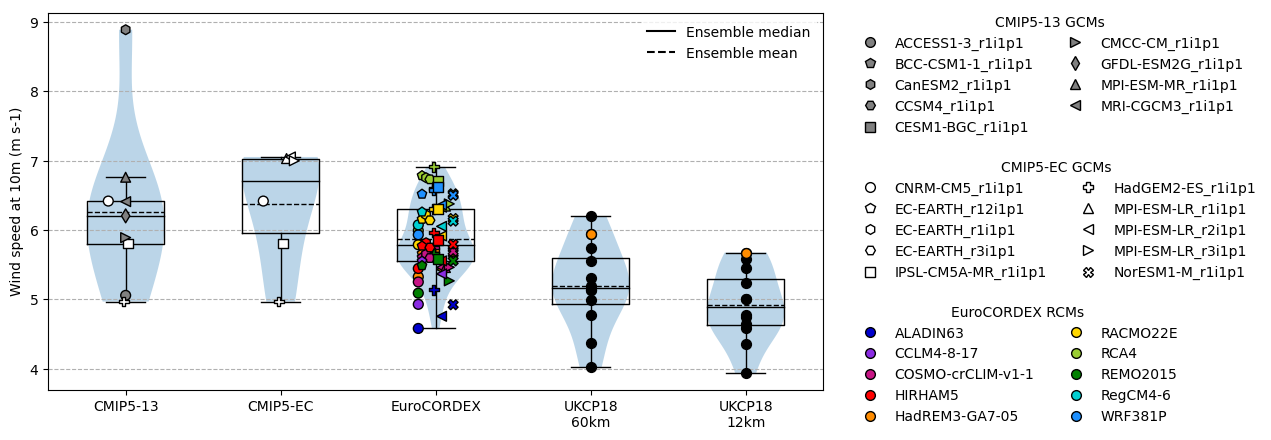 Wind speed at 10m (m s-1)
9
8
7
6
5
4
Ensemble median
Ensemble mean
CMIP5-13
CMIP5-EC
EuroCORDEX
UKCP18
60km
UKCP18
12km
CMIP5-13 GCMs
ACCESS1-3_r1i1p1
BCC-CSM1-1_r1i1p1
CanESM2_r1i1p1
CCSM4_r1i1p1
CESM1-BGC_r1i1p1
CMCC-CM_r1i1p1
GFDL-ESM2G_r1i1p1
MPI-ESM-MR_r1i1p1
MRI-CGCM3_r1i1p1
CMIP5-EC GCMs
CNRM-CM5_r1i1p1
EC-EARTH_r12i1p1
EC-EARTH_r1i1p1
EC-EARTH_r3i1p1
IPSL-CM5A-MR_r1i1p1
HadGEM2-ES_r1i1p1
MPI-ESM-LR_r1i1p1
MPI-ESM-LR_r2i1p1
MPI-ESM-LR_r3i1p1
NorESM1-M_r1i1p1
EuroCORDEX RCMs
ALADIN63
CCLM4-8-17
COSMO-crCLIM-v1-1
HIRHAM5
HadREM3-GA7-05
RACMO22E
RCA4
REMO2015
RegCM4-6
WRF381P